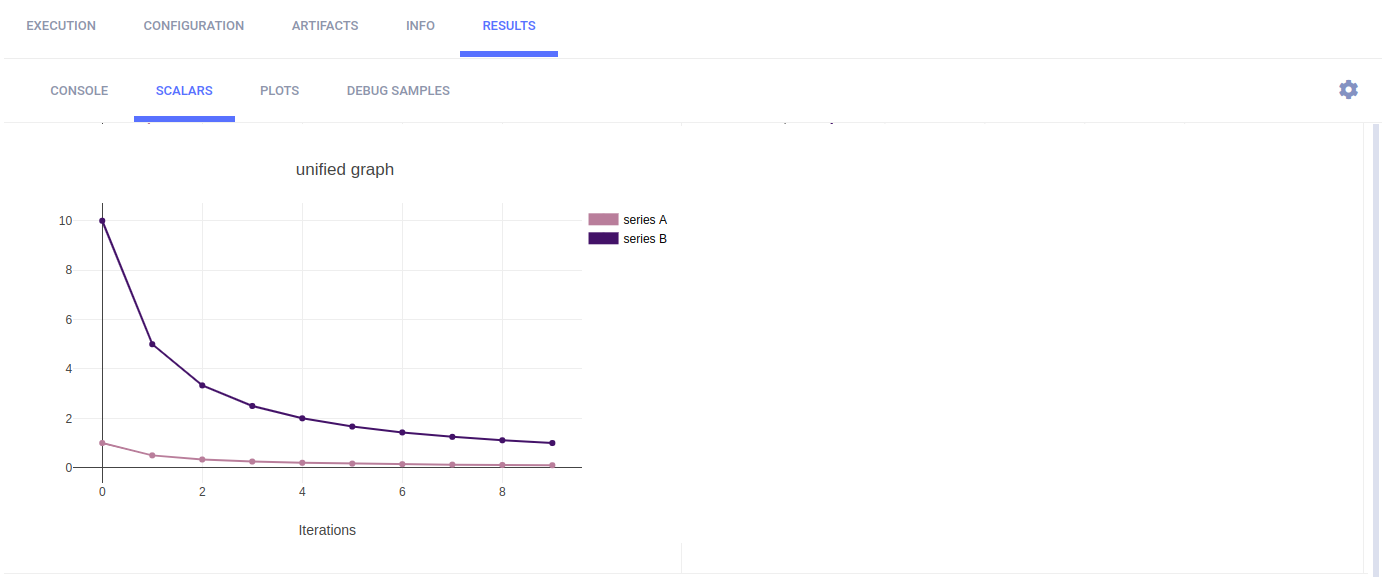 EXECUTION CONFIGURATION ARTIFACTS INFO RESULTS
CONSOLE SCALARS PLOTS DEBUG SAMPLES
unified graph
10
8
6
4
2
0
series A
series B
0 2 4 6 8
Iterations